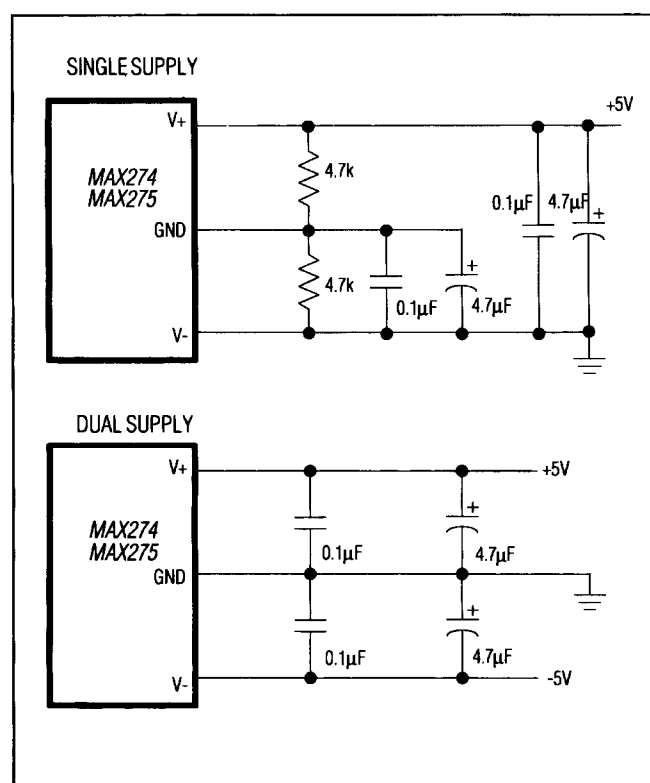 SINGLE SUPPLY
V+
+5V
MAX274
MAX275
4.7k
0.1µF
4.7µF
+
GND
4.7k
+
0.1µF
4.7µF
V-
DUAL SUPPLY
V+
+5V
MAX274
MAX275
+
0.1µF
4.7µF
GND
+
0.1µF
4.7µF
V-
-5V